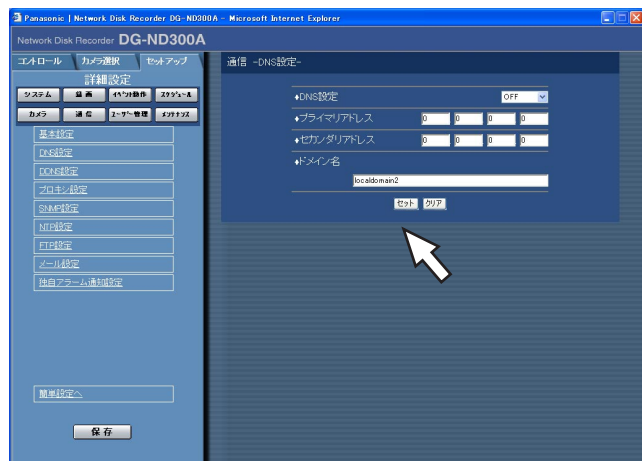 Panasonic | Network Disk Recorder DG-ND300A - Microsoft Internet Explorer
Network Disk Recorder DG-ND300A
コントロール カメラ選択 セットアップ
詳細設定
システム 録画 イベント動作 スケジュール
カメラ 通信 ユーザー管理 メンテナンス
基本設定
DNS設定
DDNS設定
プロキシ設定
SNMP設定
NTP設定
FTP設定
メール設定
独自アラーム通知設定
簡単設定へ
保存
通信 -DNS設定-
♦DNS設定 OFF
♦プライマリアドレス 0 0 0 0
♦セカンダリアドレス 0 0 0 0
♦ドメイン名
localdomain2
セット クリア